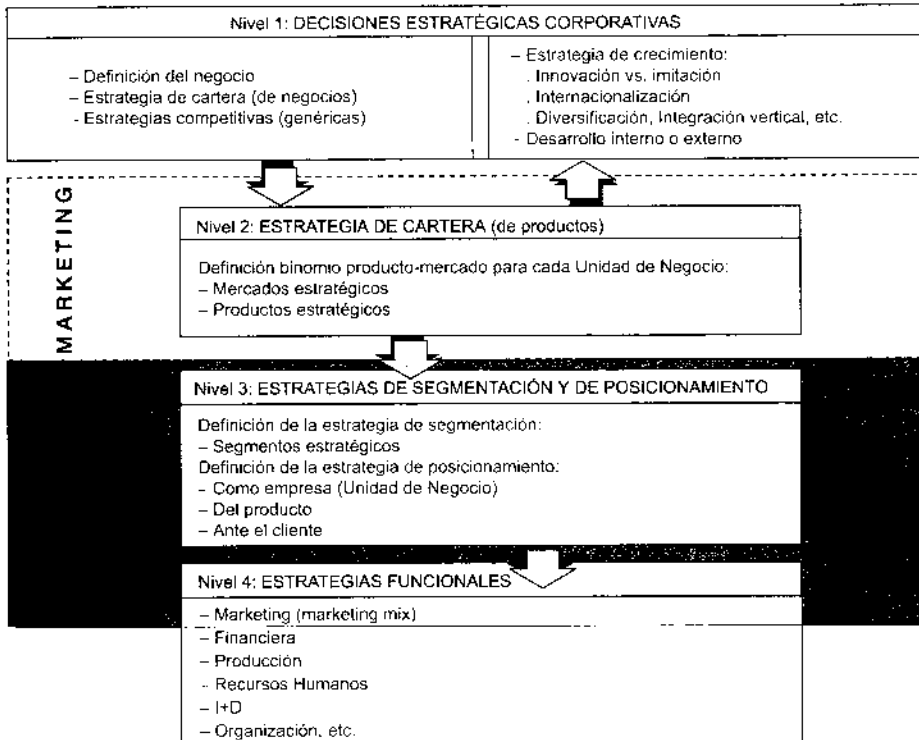 Nivel 1: DECISIONES ESTRATÉGICAS CORPORATIVAS
– Definición del negocio
– Estrategia de cartera (de negocios)
- Estrategias competitivas (genéricas)
– Estrategia de crecimiento:
. Innovación vs. imitación
. Internacionalización
. Diversificación, Integración vertical, etc.
- Desarrollo interno o externo
MARKETING
Nivel 2: ESTRATEGIA DE CARTERA (de productos)
Definición binomio producto-mercado para cada Unidad de Negocio:
– Mercados estratégicos
– Productos estratégicos
Nivel 3: ESTRATEGIAS DE SEGMENTACIÓN Y DE POSICIONAMIENTO
Definición de la estrategia de segmentación:
– Segmentos estratégicos
Definición de la estrategia de posicionamiento:
– Como empresa (Unidad de Negocio)
– Del producto
– Ante el cliente
Nivel 4: ESTRATEGIAS FUNCIONALES
– Marketing (marketing mix)
– Financiera
– Producción
- Recursos Humanos
– I+D
– Organización, etc.